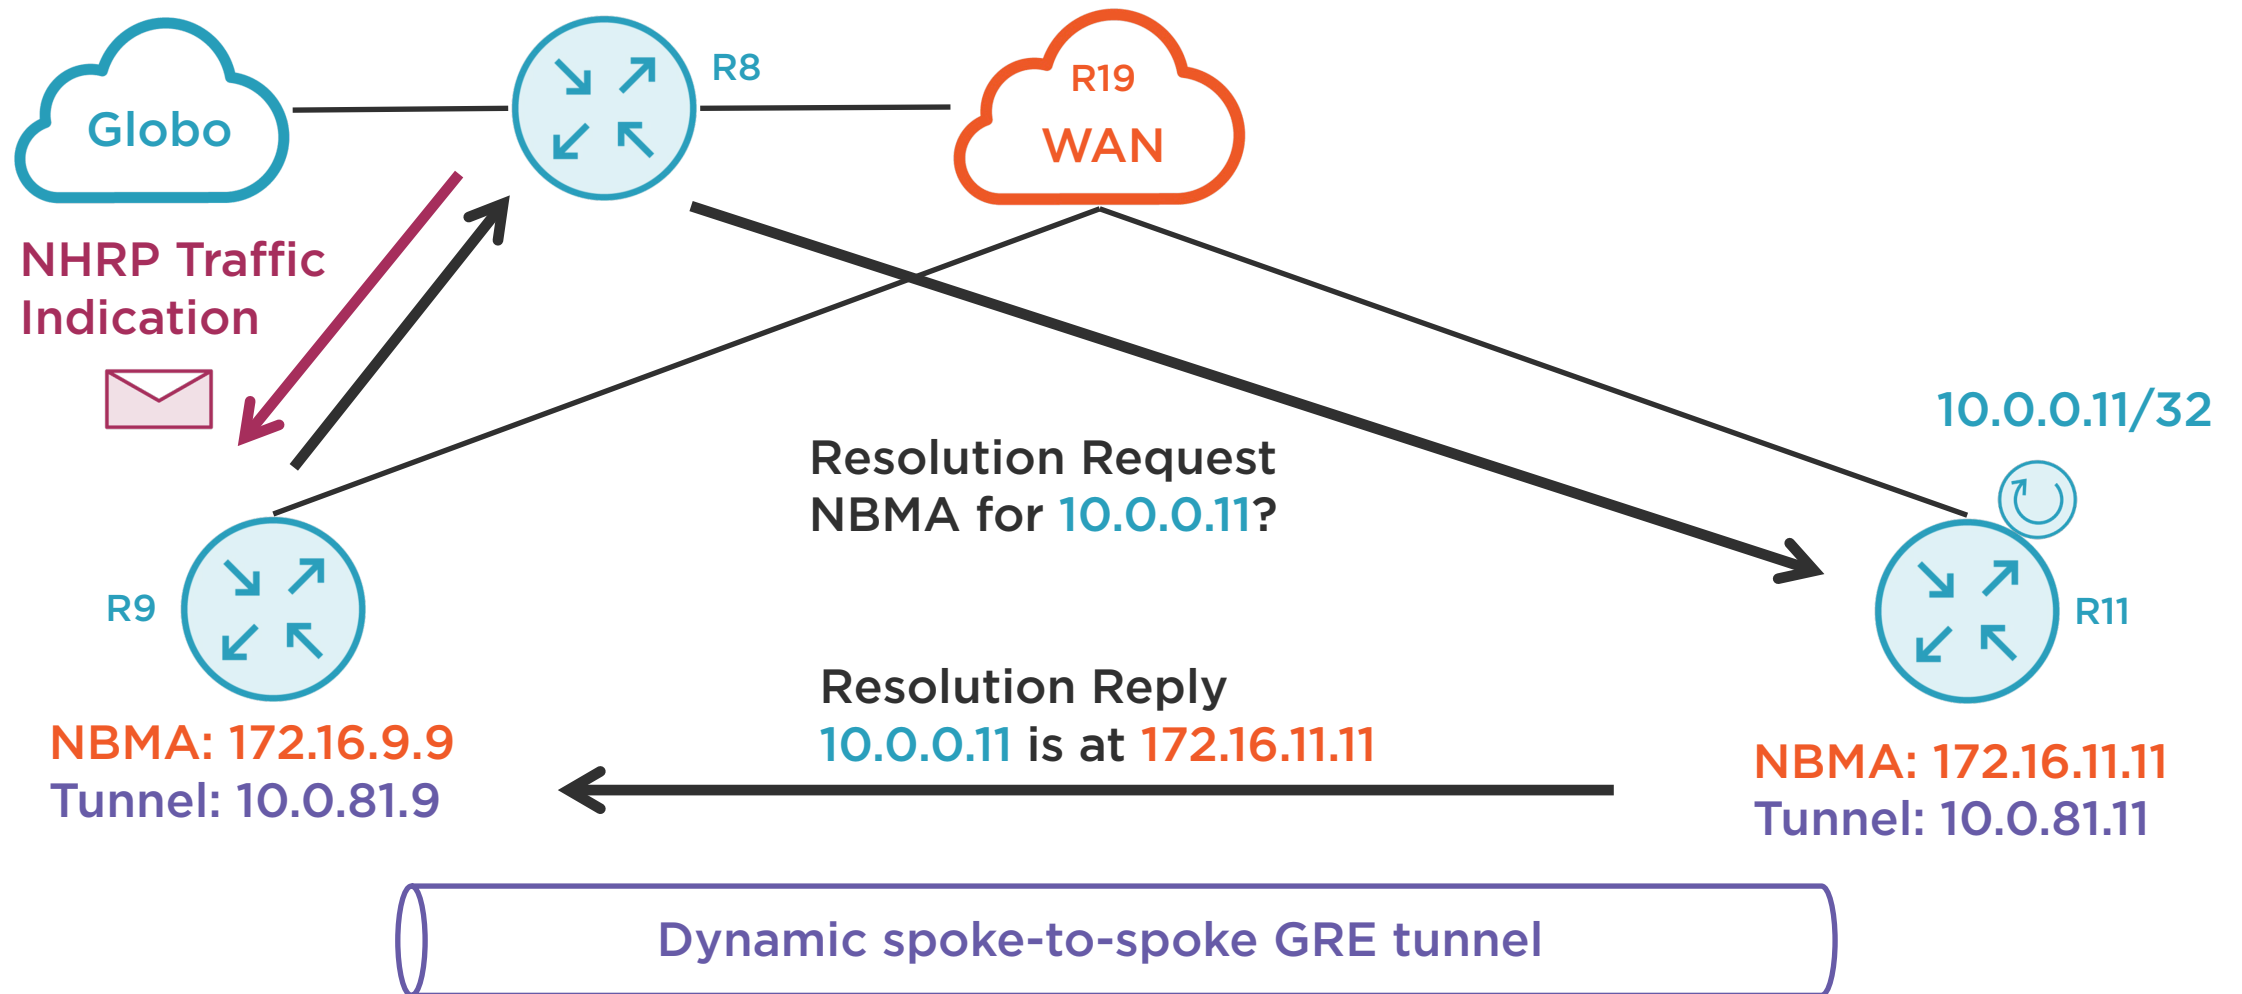 Globo
R8
R19
WAN
NHRP Traffic
Indication
10.0.0.11/32
Resolution Request
NBMA for 10.0.0.11?
R9
R11
Resolution Reply
10.0.0.11 is at 172.16.11.11
NBMA: 172.16.9.9
Tunnel: 10.0.81.9
NBMA: 172.16.11.11
Tunnel: 10.0.81.11
Dynamic spoke-to-spoke GRE tunnel